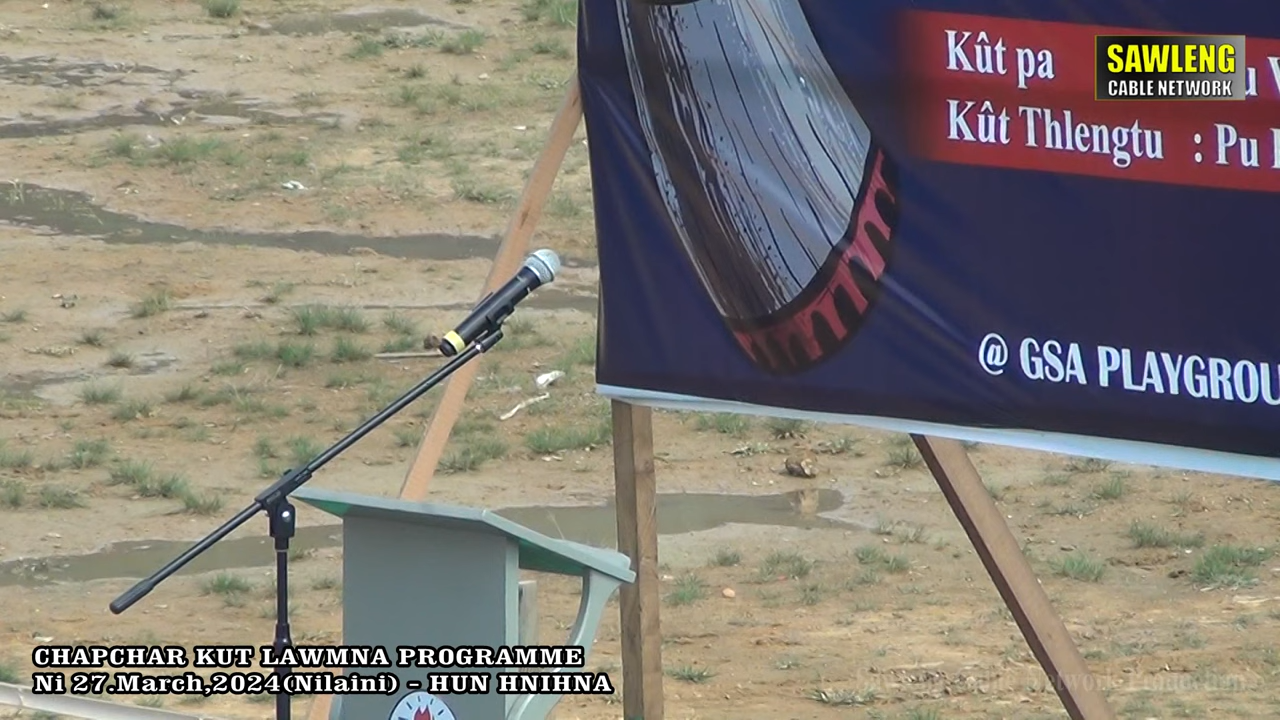 Kût pa
SAWLENG
CABLE NETWORK
Kût Thlengtu : Pu
@ GSA PLAYGROU
CHAPCHAR KUT LAWMNA PROGRAMME
Ni 27.March,2024(Nilaini) - HUN HNIHNA